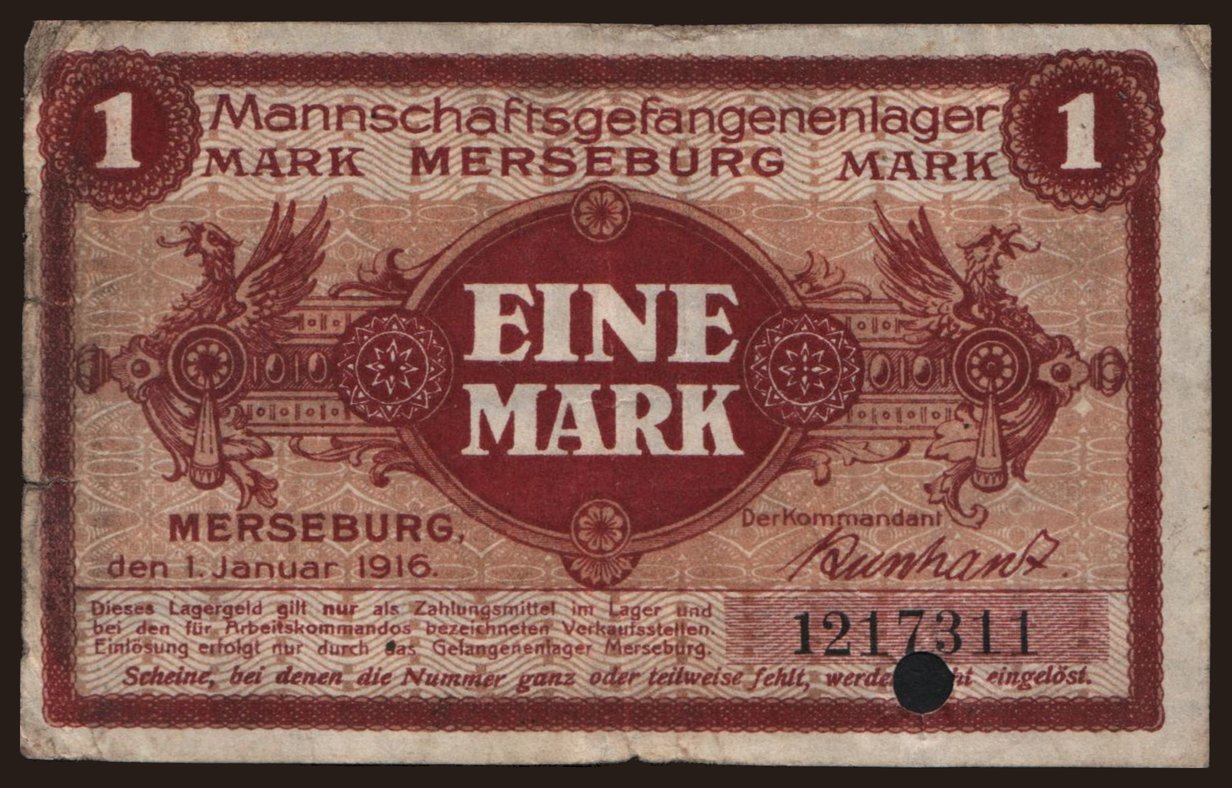 1 Mannschaftsgefangenenlager 1
MARK MERSEBURG MARK
EINE
MARK
MERSEBURG,
den 1. Januar 1916.
Der Kommandant
Dieses Lagergeld gilt nur als Zahlungsmittel im Lager und
bei den für Arbeitskommandos bezeichneten Verkaufsstellen.
Einlösung erfolgt nur durch das Gefangenenlager Merseburg.
1217311
Scheine, bei denen die Nummer ganz oder teilweise fehlt, eingelöst.